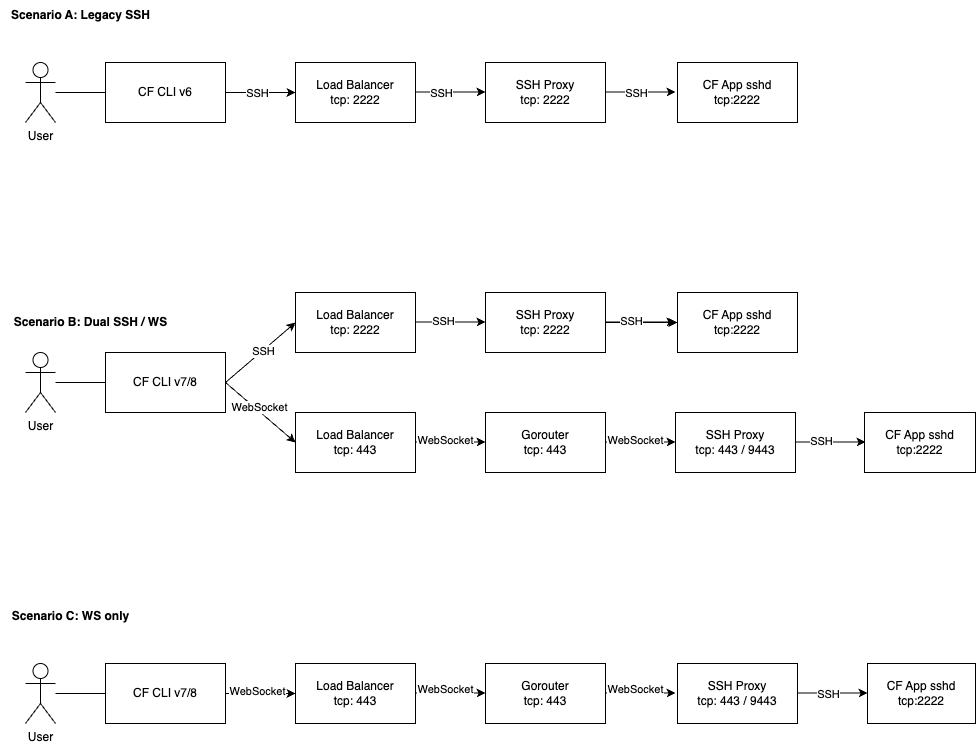 Scenario A: Legacy SSH
User
CF CLI v6
SSH
Load Balancer
tcp: 2222
SSH
SSH Proxy
tcp: 2222
SSH
CF App sshd
tcp:2222
Scenario B: Dual SSH / WS
User
CF CLI v7/8
SSH
Load Balancer
tcp: 2222
SSH
SSH Proxy
tcp: 2222
SSH
CF App sshd
tcp:2222
WebSocket
Load Balancer
tcp: 443
WebSocket
Gorouter
tcp: 443
WebSocket
SSH Proxy
tcp: 443 / 9443
SSH
CF App sshd
tcp:2222
Scenario C: WS only
User
CF CLI v7/8
WebSocket
Load Balancer
tcp: 443
WebSocket
Gorouter
tcp: 443
WebSocket
SSH Proxy
tcp: 443 / 9443
SSH
CF App sshd
tcp:2222